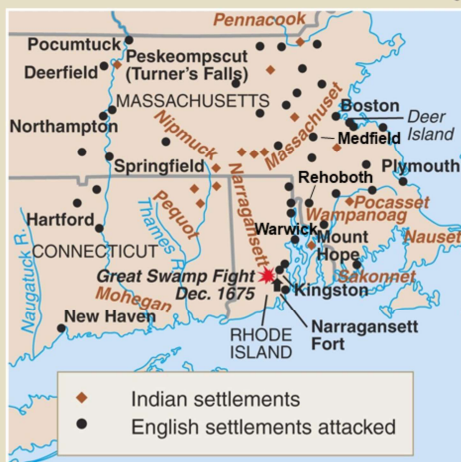 Pennacook
Pocumtuck
Peskeompscut
(Turner's Falls)
Deerfield
MASSACHUSETTS
Boston
Deer
Island
Northampton
Nipmuck
Massachuset
Medfield
Springfield
Plymouth
Rehoboth
Narragansett
Pequot
Pocasset
Wampanoag
Hartford
Thames R.
Warwick
Mount
Hope
Nauset
CONNECTICUT
Naugatuck R.
Great Swamp Fight
Dec. 1675
Sakonnet
Mohegan
Kingston
New Haven
RHODE
ISLAND
Narragansett
Fort
Indian settlements
English settlements attacked